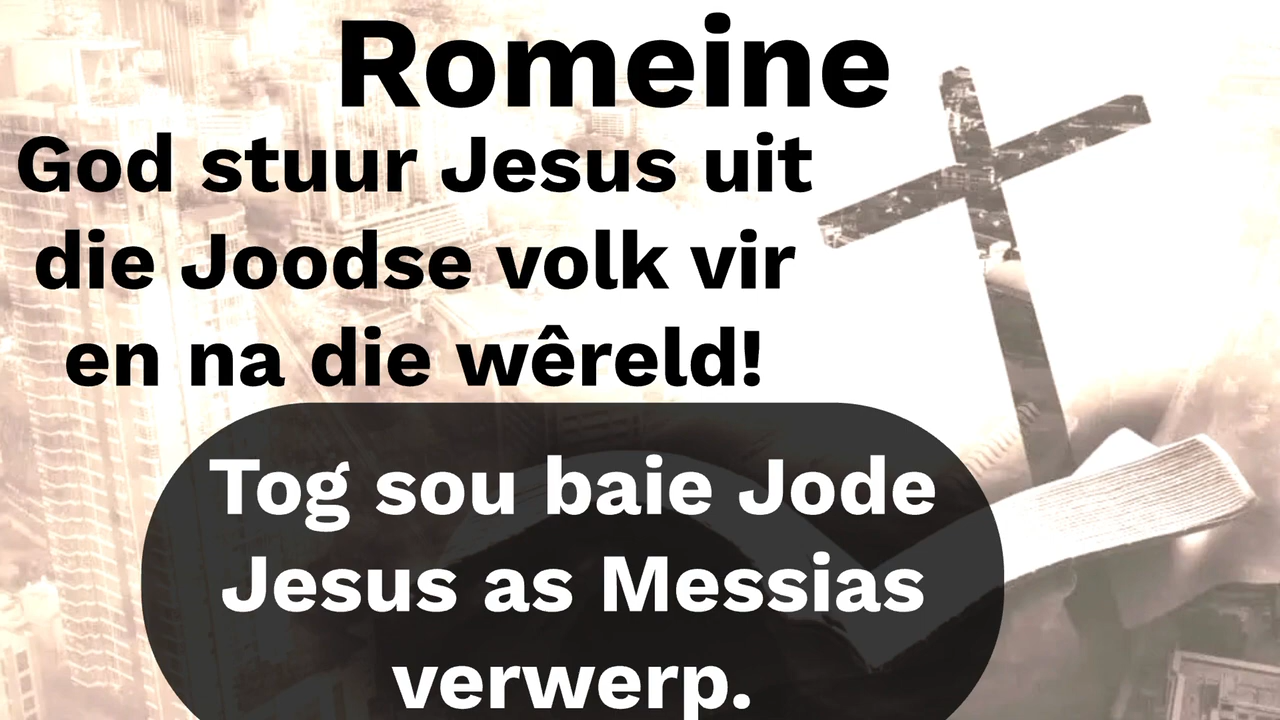 Romeine
God stuur Jesus uit
die Joodse volk vir
en na die wêreld!
Tog sou baie Jode
Jesus as Messias
verwerp.